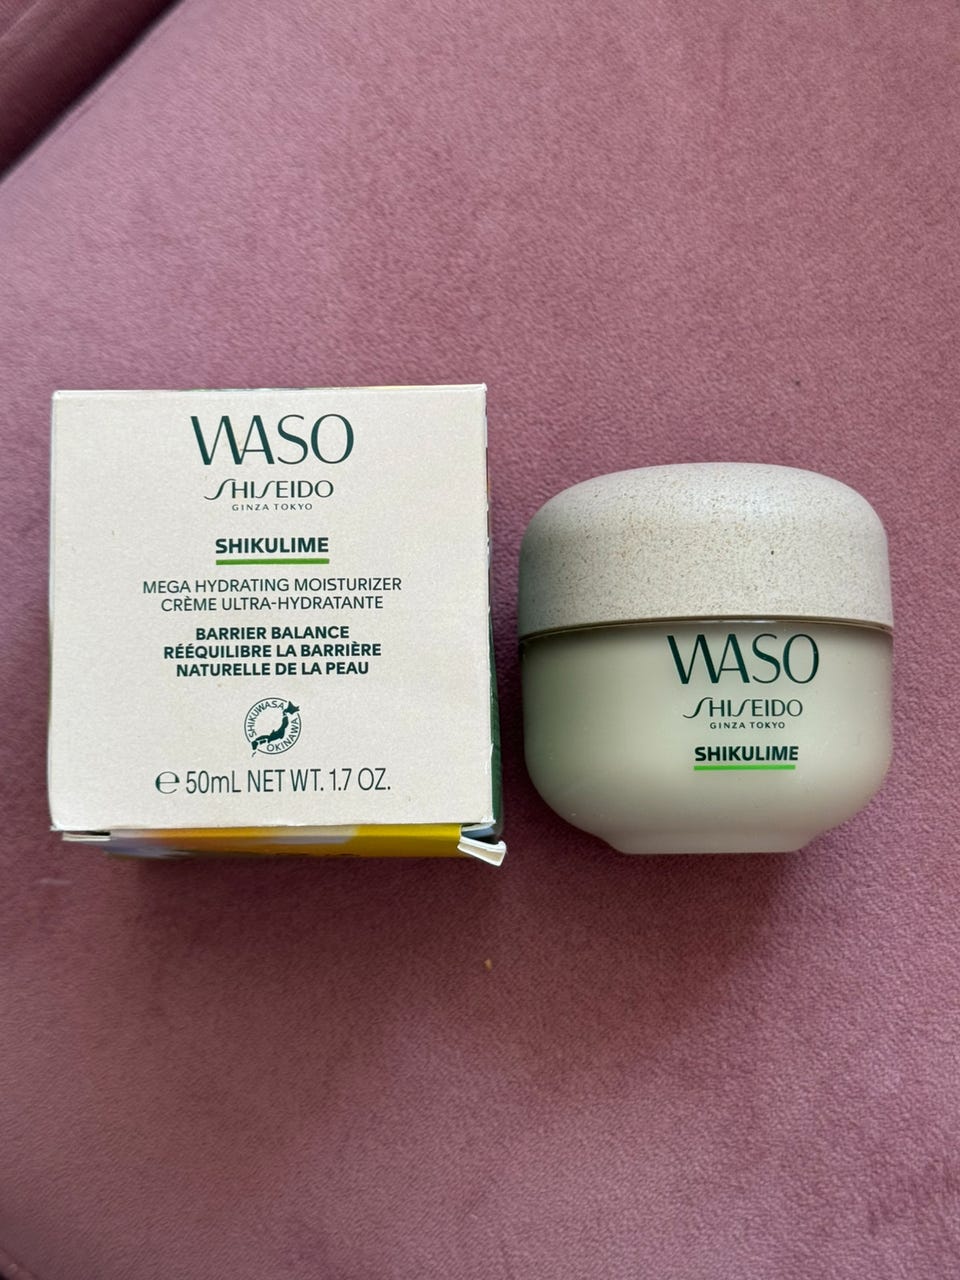 WASO
SHISEIDO
GINZA TOKYO
SHIKULIME
MEGA HYDRATING MOISTURIZER
CRÈME ULTRA-HYDRATANTE
BARRIER BALANCE
RÉÉQUILIBRE LA BARRIÈRE
NATURELLE DE LA PEAU
SHIKUWASA
OKINAWA
℮ 50mL NET WT. 1.7 OZ.
WASO
SHISEIDO
GINZA TOKYO
SHIKULIME